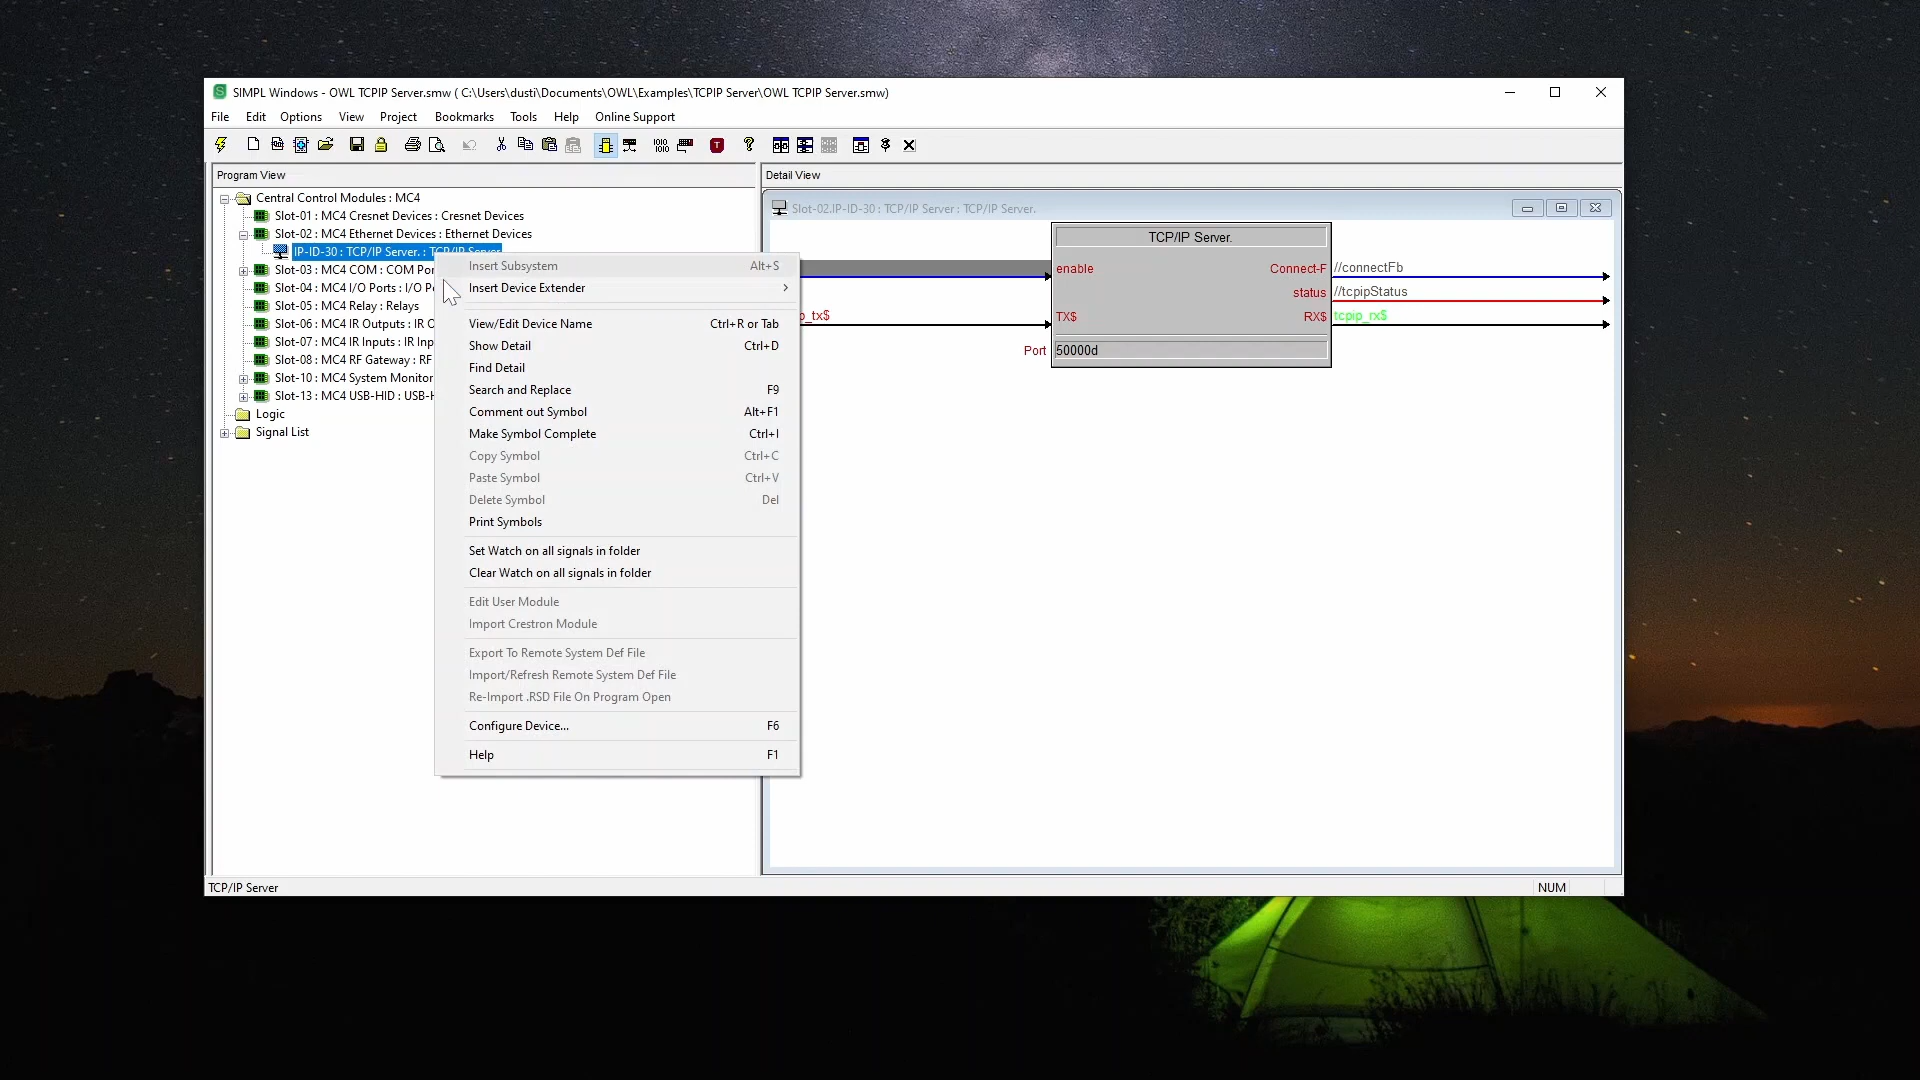 SIMPL Windows - OWL TCPIP Server.smw ( C:\Users\dusti\Documents\OWL\Examples\TCPIP Server\OWL TCPIP Server.smw)
File Edit Options View Project Bookmarks Tools Help Online Support
Program View
Central Control Modules : MC4
Slot-01 : MC4 Cresnet Devices : Cresnet Devices
Slot-02 : MC4 Ethernet Devices : Ethernet Devices
IP-ID-30 : TCP/IP Server. : TCP/IP Server.
Slot-03 : MC4 COM : COM Por
Slot-04 : MC4 I/O Ports : I/O P
Slot-05 : MC4 Relay : Relays
Slot-06 : MC4 IR Outputs : IR O
Slot-07 : MC4 IR Inputs : IR Inp
Slot-08 : MC4 RF Gateway : RF
Slot-10 : MC4 System Monitor
Slot-13 : MC4 USB-HID : USB-H
Logic
Signal List
Insert Subsystem Alt+S
Insert Device Extender
View/Edit Device Name Ctrl+R or Tab
Show Detail Ctrl+D
Find Detail
Search and Replace F9
Comment out Symbol Alt+F1
Make Symbol Complete Ctrl+I
Copy Symbol Ctrl+C
Paste Symbol Ctrl+V
Delete Symbol Del
Print Symbols
Set Watch on all signals in folder
Clear Watch on all signals in folder
Edit User Module
Import Crestron Module
Export To Remote System Def File
Import/Refresh Remote System Def File
Re-Import .RSD File On Program Open
Configure Device... F6
Help F1
Detail View
Slot-02.IP-ID-30 : TCP/IP Server : TCP/IP Server.
TCP/IP Server.
enable Connect-F //connectFb
status //tcpipStatus
p_tx$ TX$ RX$ tcpip_rx$
Port 50000d
TCP/IP Server
NUM